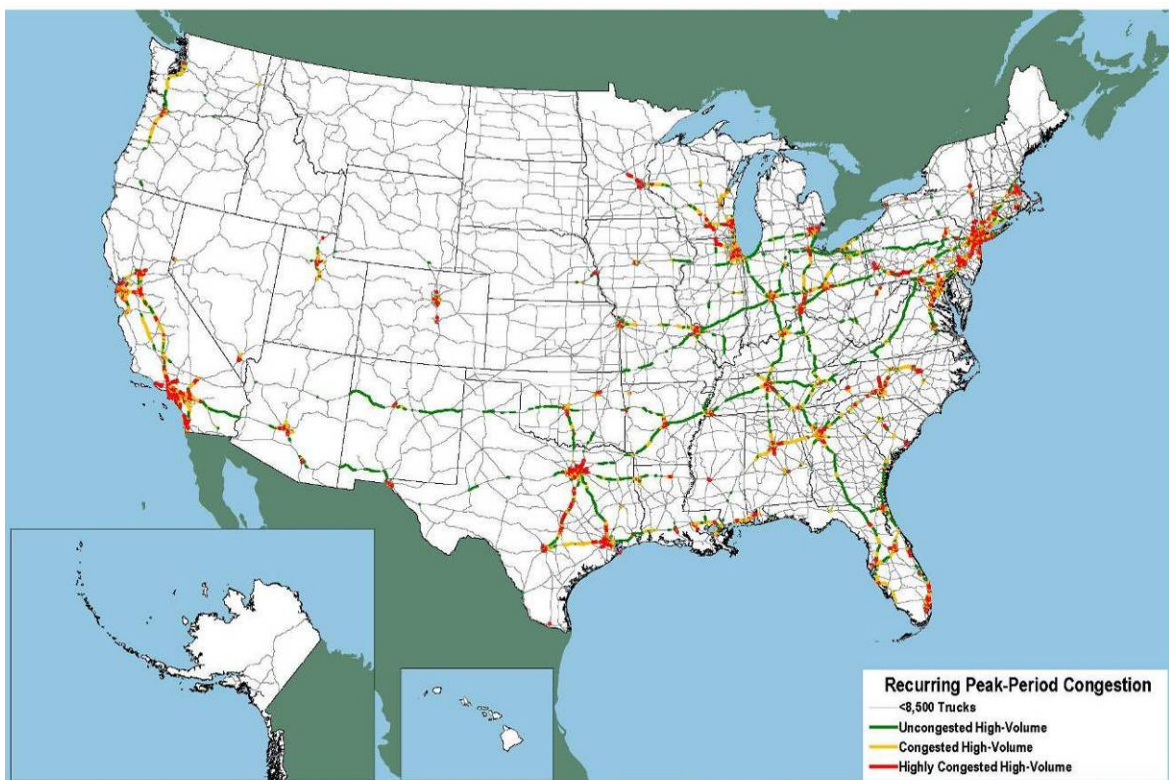 Recurring Peak-Period Congestion
<8,500 Trucks
Uncongested High-Volume
Congested High-Volume
Highly Congested High-Volume